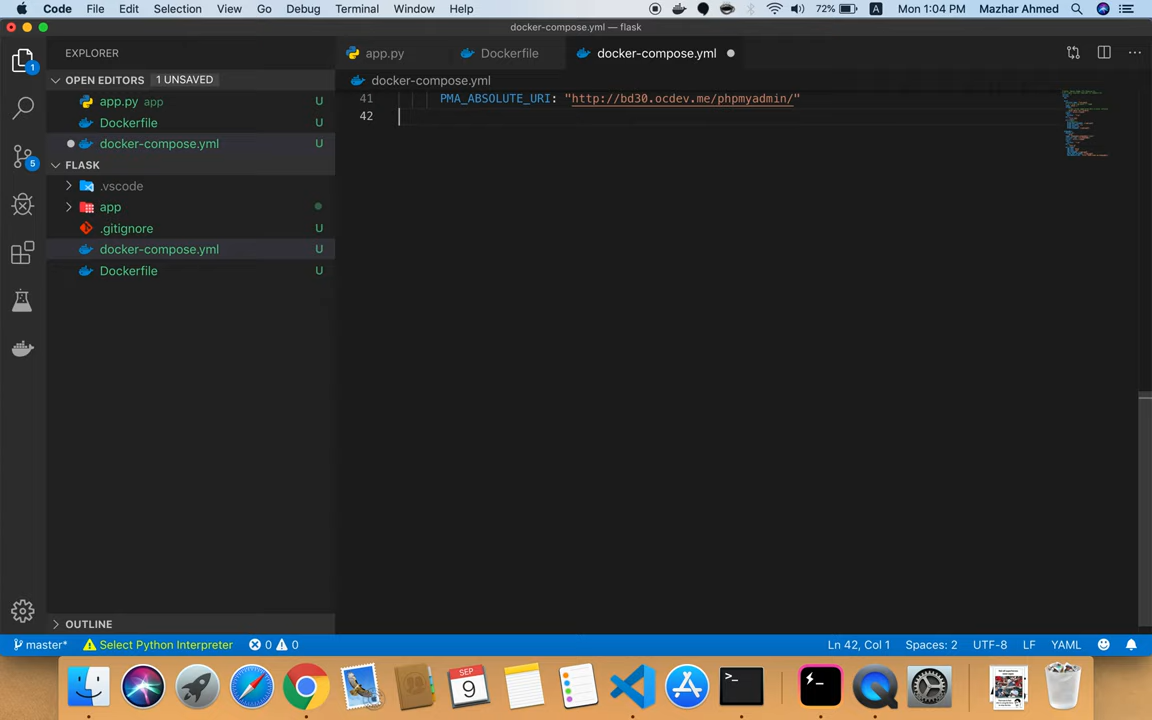 Code File Edit Selection View Go Debug Terminal Window Help 72% A Mon 1:04 PM Mazhar Ahmed
docker-compose.yml — flask
1
5
EXPLORER
OPEN EDITORS 1 UNSAVED
app.py app U
Dockerfile U
docker-compose.yml U
FLASK
.vscode
app
.gitignore U
docker-compose.yml U
Dockerfile U
OUTLINE
app.py Dockerfile docker-compose.yml
docker-compose.yml
41 PMA_ABSOLUTE_URI: "http://bd30.ocdev.me/phpmyadmin/"
42
master* Select Python Interpreter 0 0 Ln 42, Col 1 Spaces: 2 UTF-8 LF YAML
SEP
9